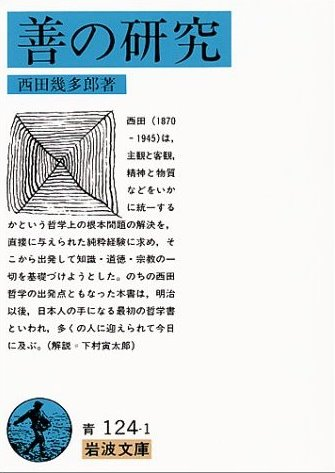 善の研究
西田幾多郎著
西田(1870
-1945)は,
主観と客観,
精神と物質
などをいか
に統一する
かという哲学上の根本問題の解決を,
直接に与えられた純粋経験に求め, そ
こから出発して知識・道徳・宗教の一
切を基礎づけようとした。のちの西田
哲学の出発点ともなった本書は, 明治
以後, 日本人の手になる最初の哲学書
といわれ, 多くの人に迎えられて今日
に及ぶ。(解説・下村寅太郎)
青 124-1
岩波文庫